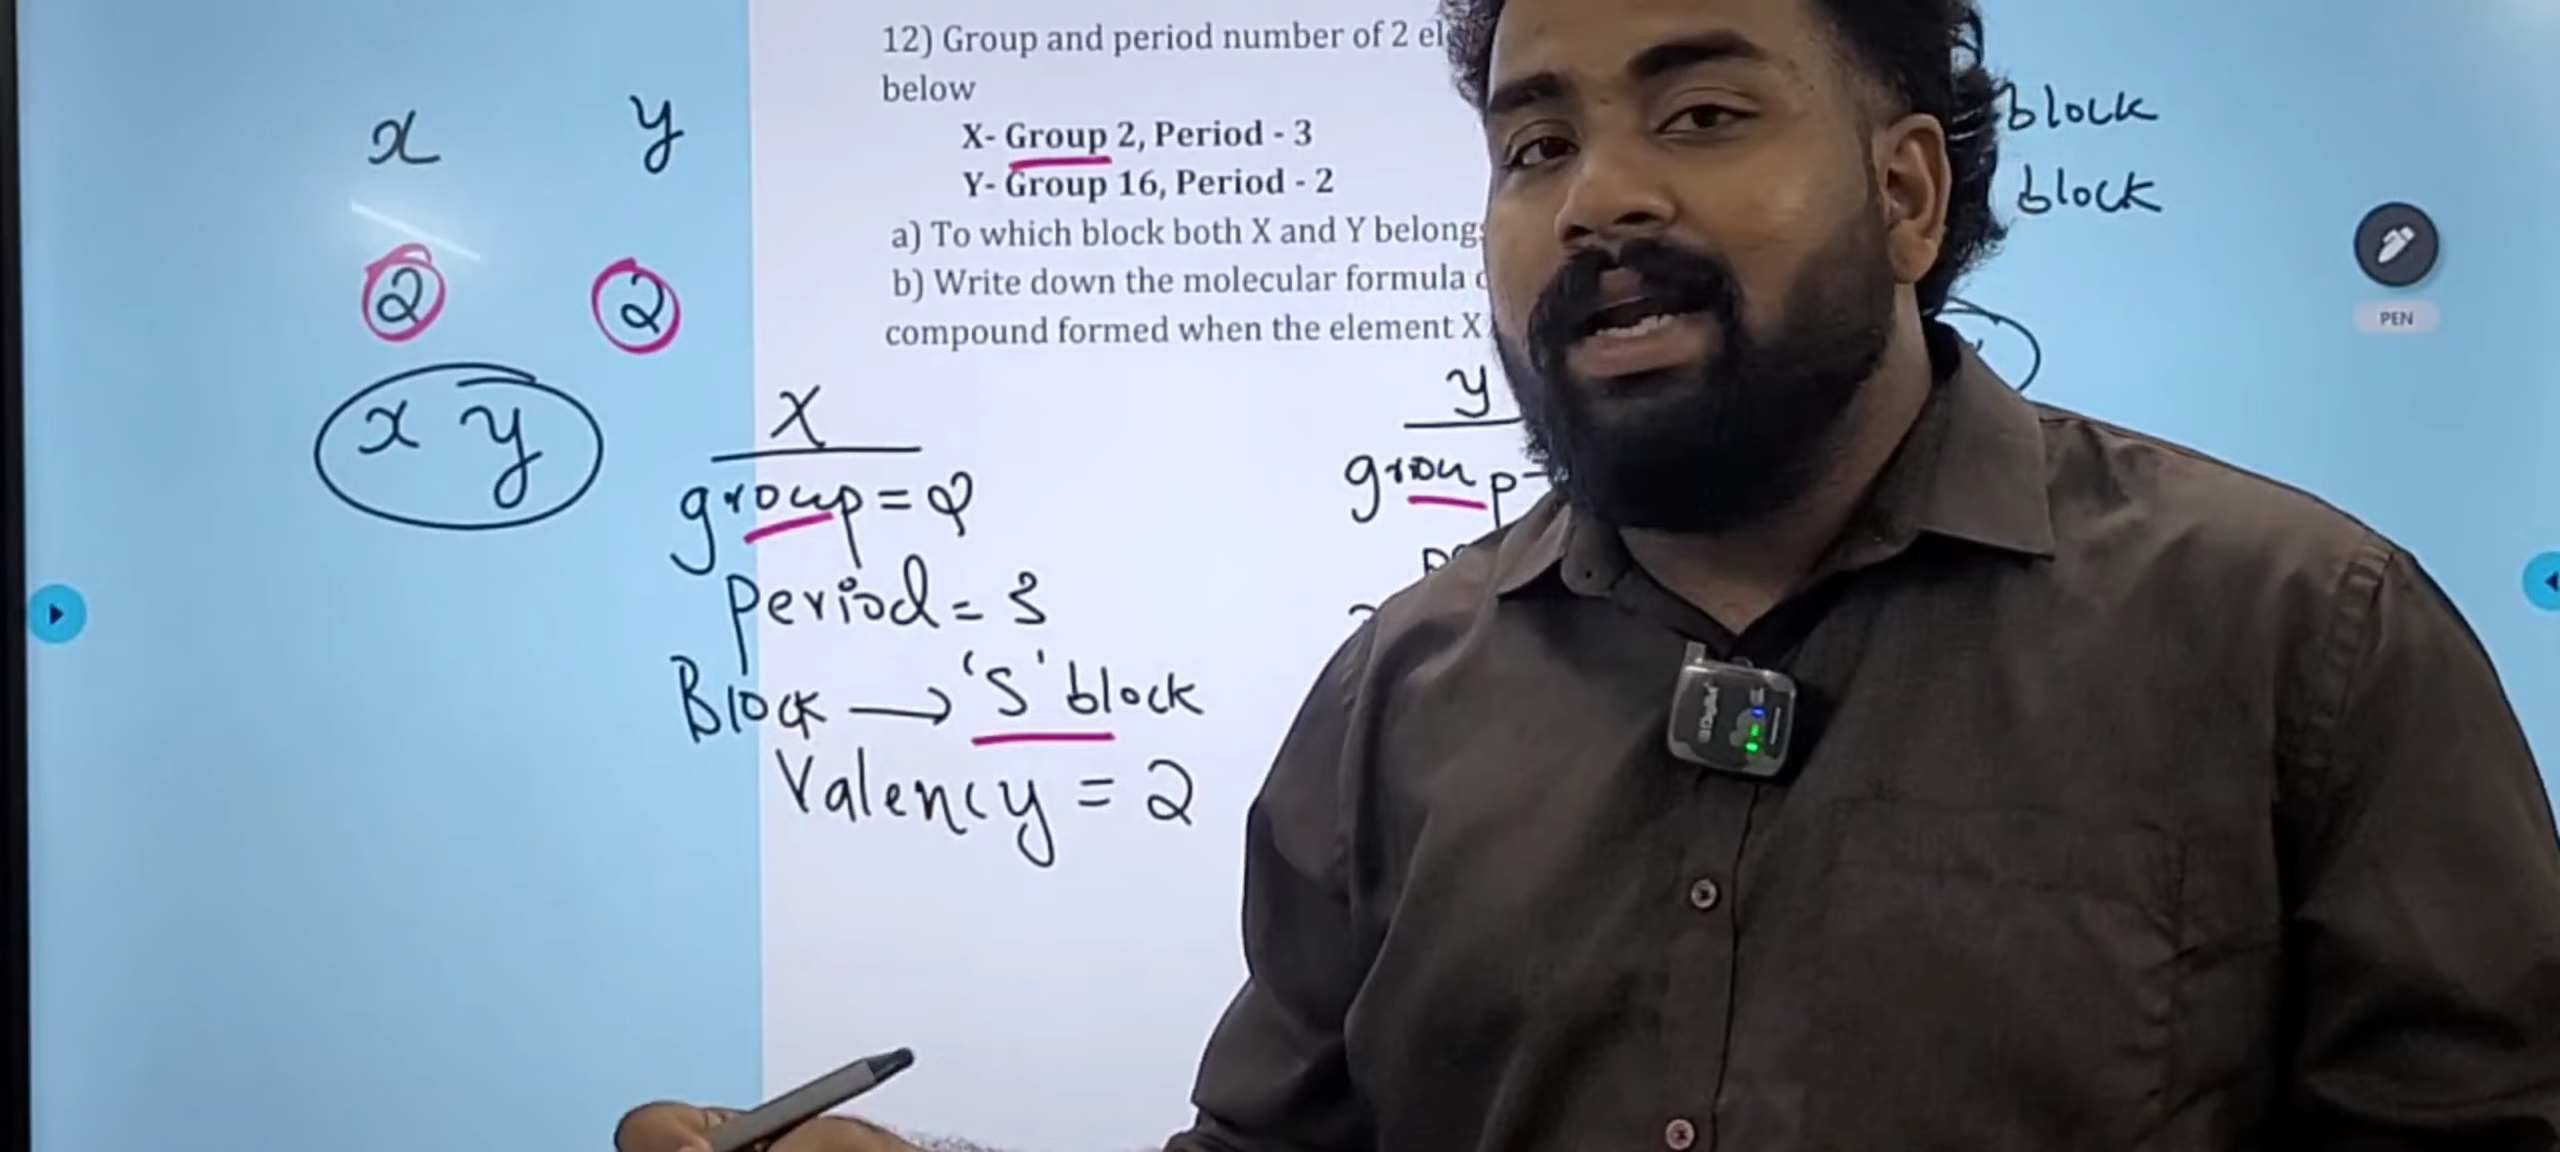 12) Group and period number of 2
below
X- Group 2, Period - 3
Y- Group 16, Period - 2
a) To which block both X and Y
b) Write down the molecular formula
compound formed when the element X
x y
2 2
x y
X
group = 2
period = 3
Block → 'S' block
Valency = 2
y
group
block
block
PEN